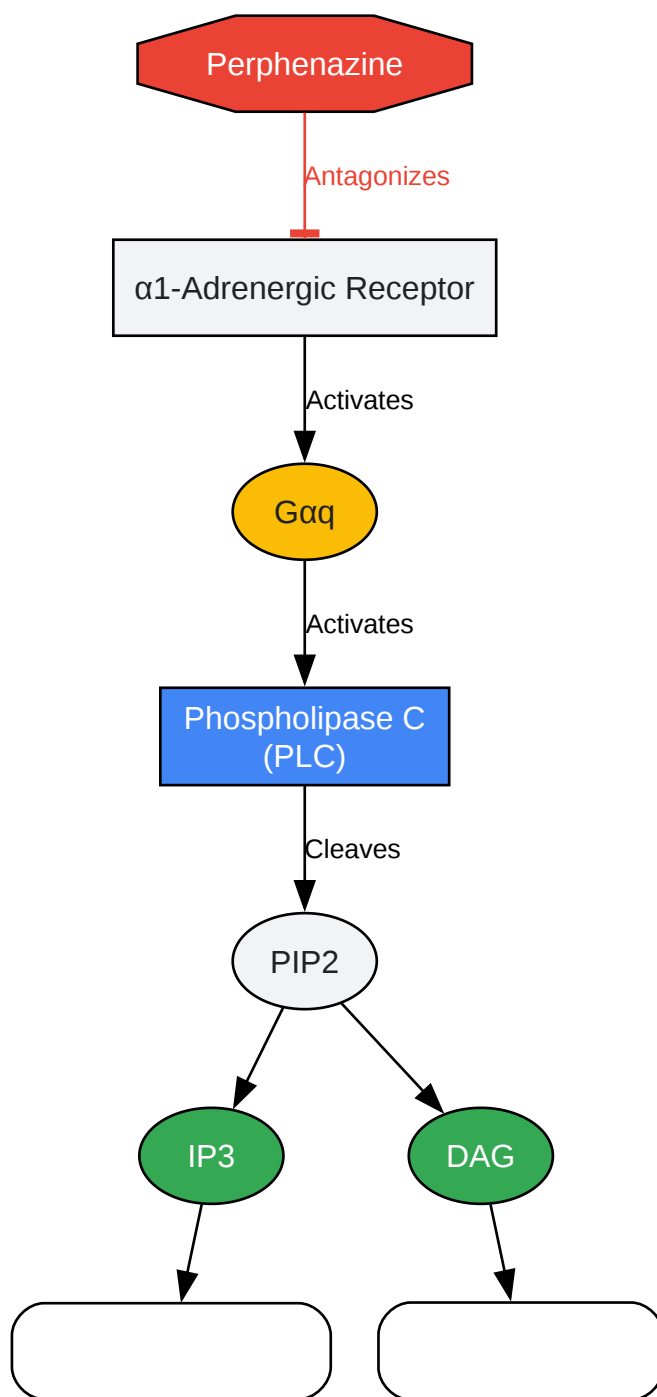 Perphenazine
Antagonizes
α1-Adrenergic Receptor
Activates
Gαq
Activates
Phospholipase C
(PLC)
Cleaves
PIP2
IP3
DAG